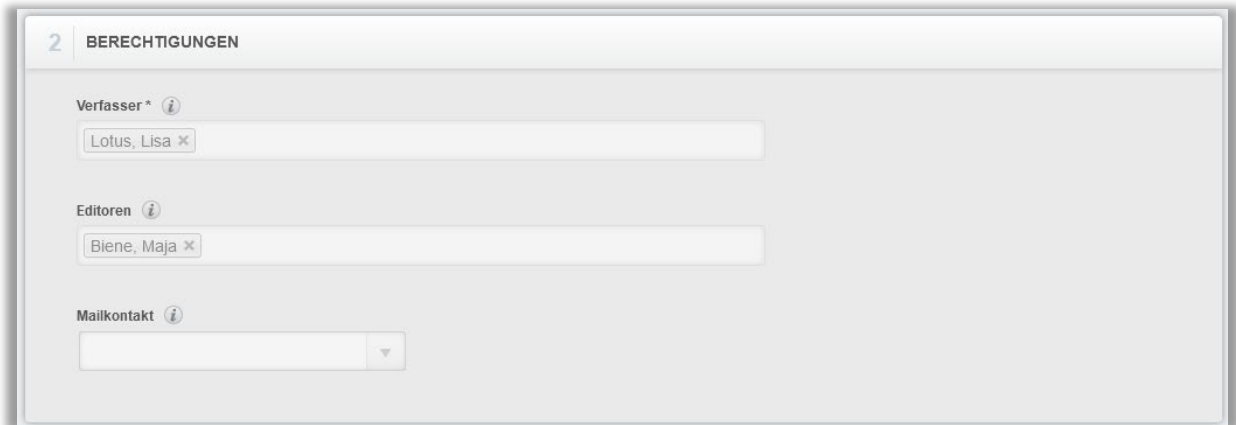 2 BERECHTIGUNGEN
Verfasser * i
Lotus, Lisa ×
Editoren i
Biene, Maja ×
Mailkontakt i